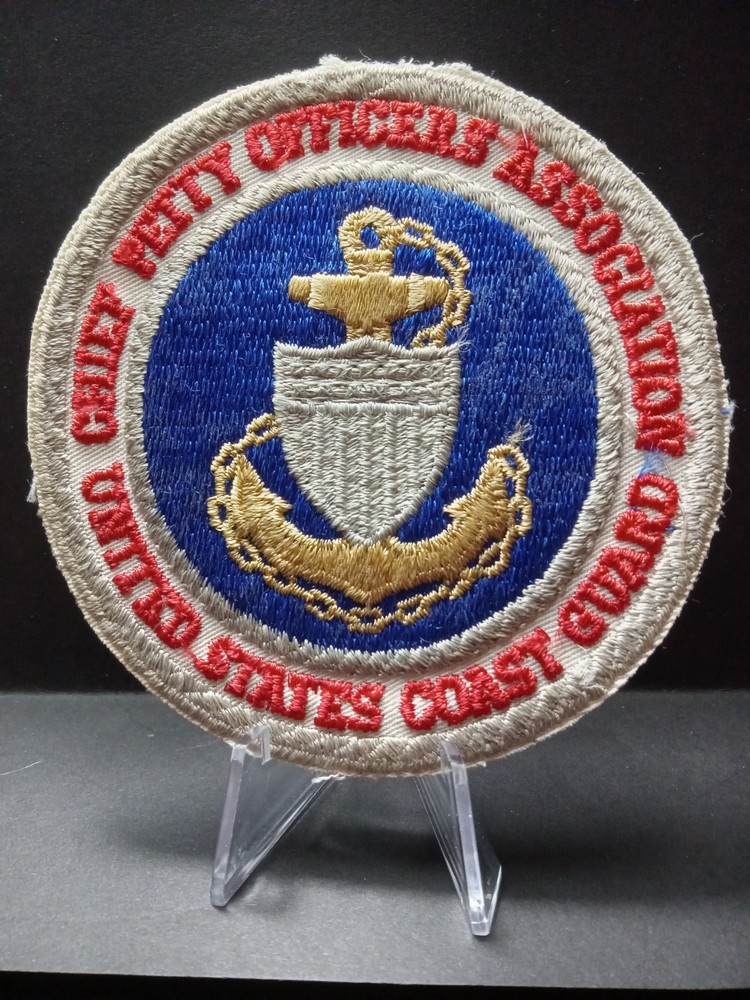 CHIEF PETTY OFFICERS ASSOCIATION
UNITED STATES COAST GUARD